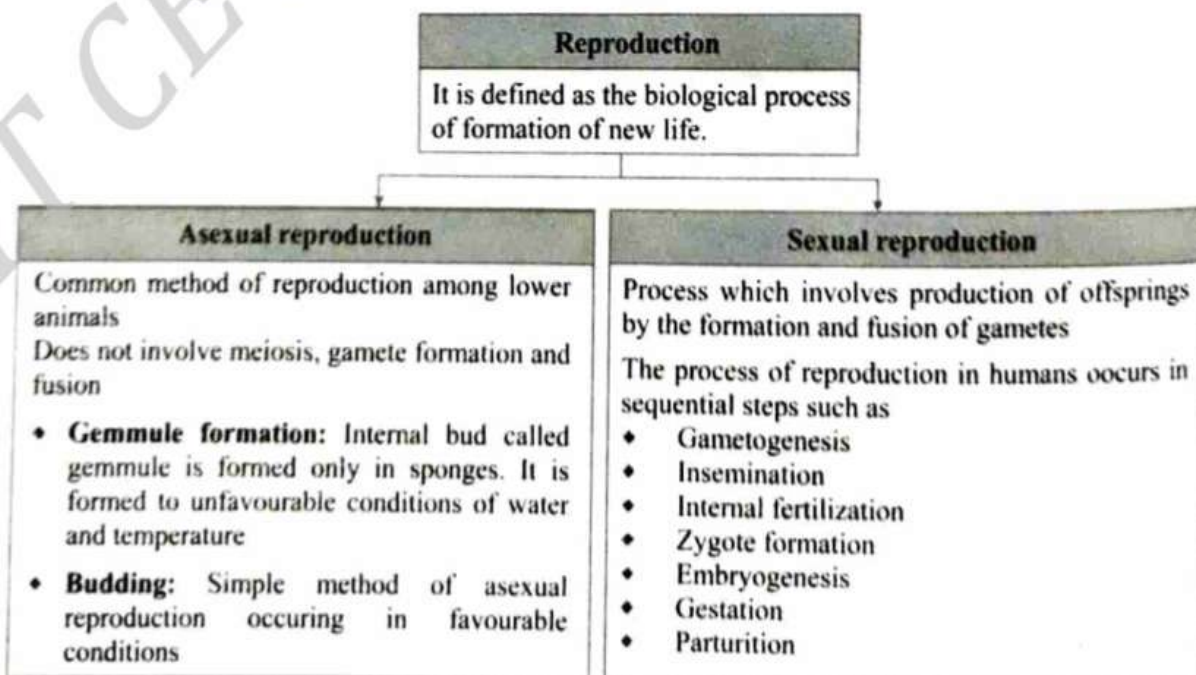 Reproduction
It is defined as the biological process
of formation of new life.
Asexual reproduction
Common method of reproduction among lower
animals
Does not involve meiosis, gamete formation and
fusion
• Gemmule formation: Internal bud called
gemmule is formed only in sponges. It is
formed to unfavourable conditions of water
and temperature
• Budding: Simple method of asexual
reproduction occuring in favourable
conditions
Sexual reproduction
Process which involves production of offsprings
by the formation and fusion of gametes
The process of reproduction in humans occurs in
sequential steps such as
• Gametogenesis
• Insemination
• Internal fertilization
• Zygote formation
• Embryogenesis
• Gestation
• Parturition